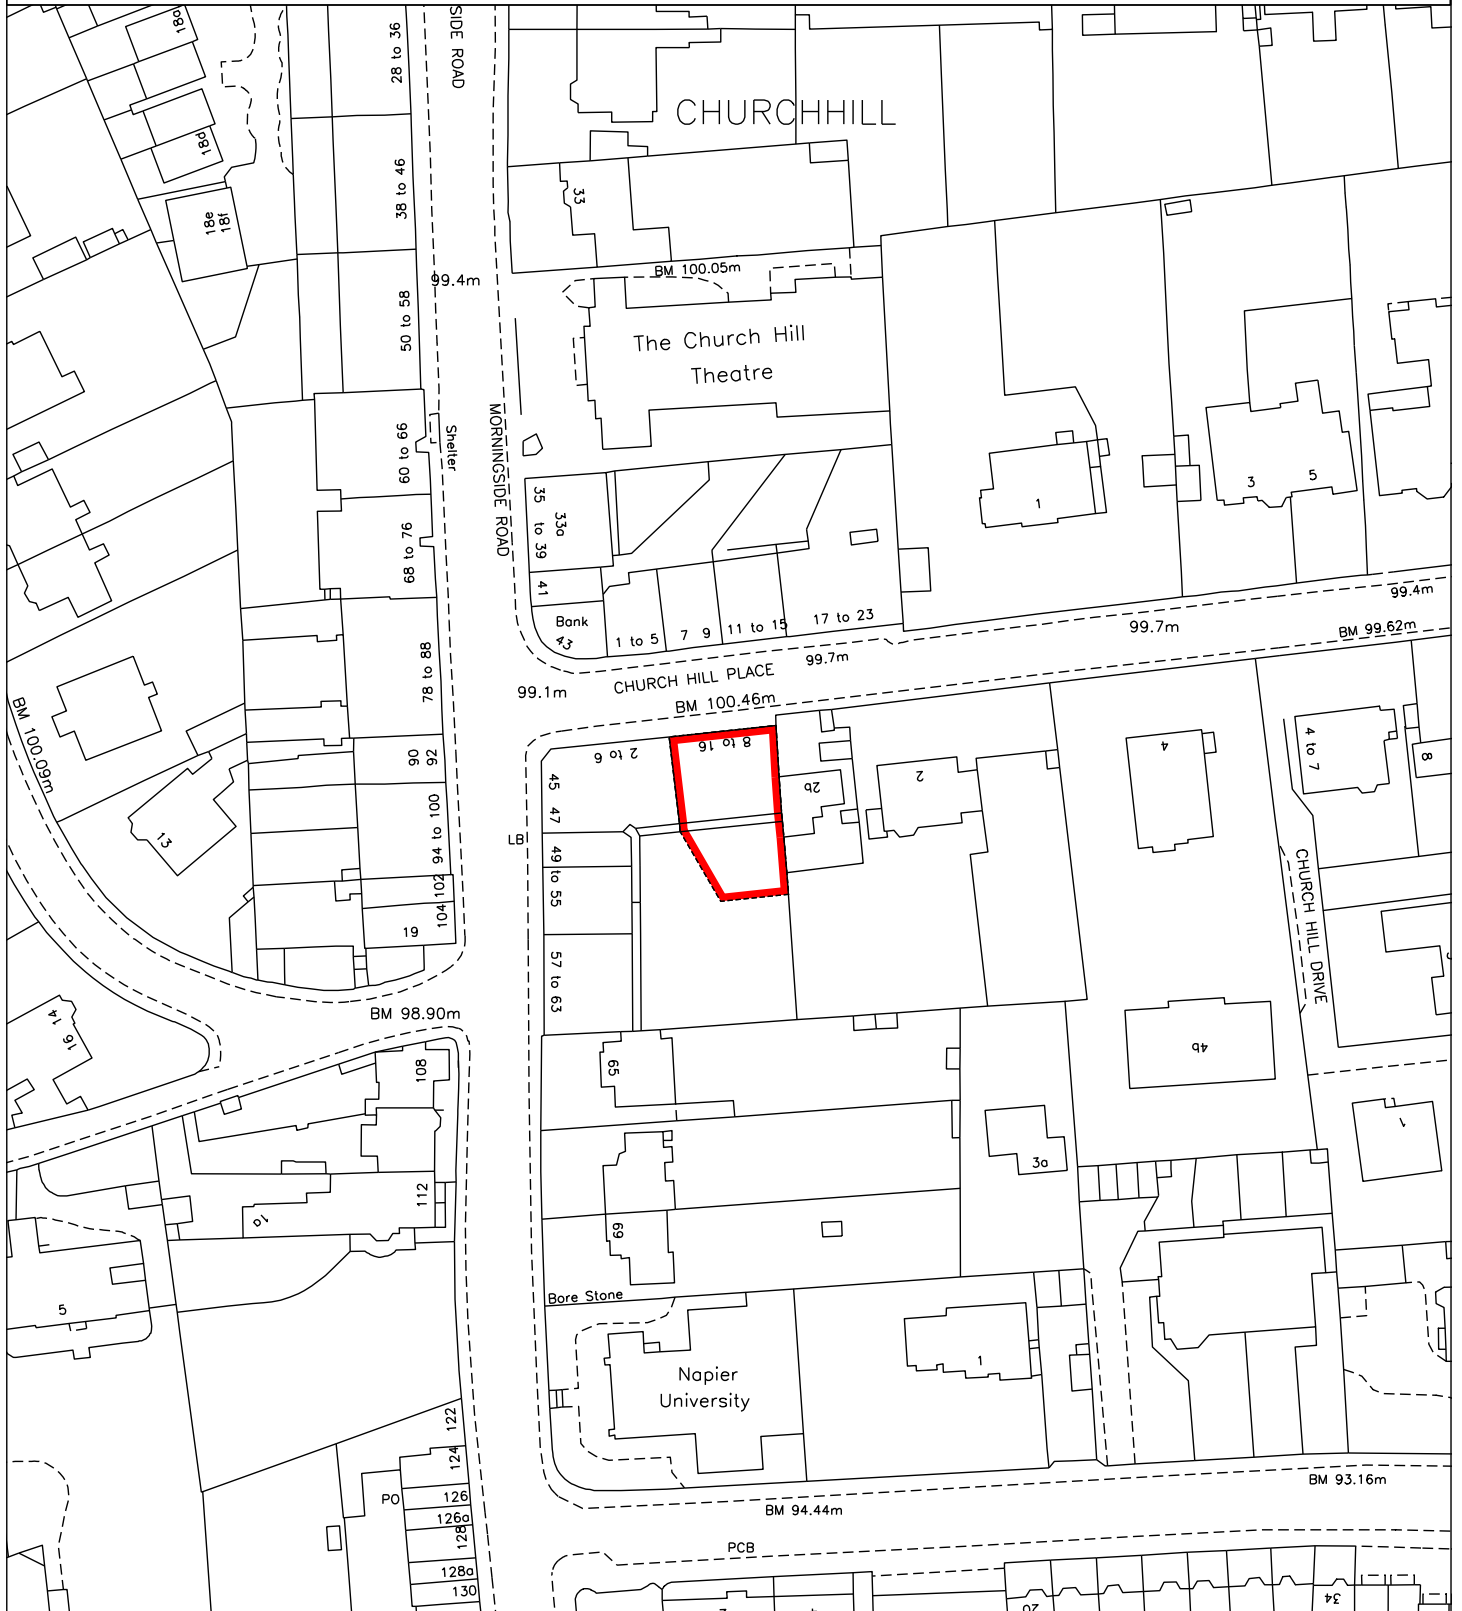 18a
28 to 36
SIDE ROAD
CHURCHHILL
18d
38 to 46
33
18e
18f
99.4m
BM 100.05m
50 to 58
The Church Hill
Theatre
MORNINGSIDE ROAD
Shelter
60 to 66
35 to 39
33a
1
3
5
68 to 76
41
Bank
43
1 to 5
7
9
11 to 15
17 to 23
99.4m
99.7m
BM 99.62m
99.7m
CHURCH HILL PLACE
99.1m
BM 100.46m
78 to 88
BM 100.09m
90
92
2 to 6
8 to 16
2b
2
4
4 to 7
8
45
47
LB
94 to 100
13
49 to 55
102
104
19
CHURCH HILL DRIVE
57 to 63
BM 98.90m
16 14
4b
108
65
1
3a
112
1a
69
5
Bore Stone
Napier
University
1
122
124
PO
126
126a
128
128a
130
BM 94.44m
BM 93.16m
PCB
20
34